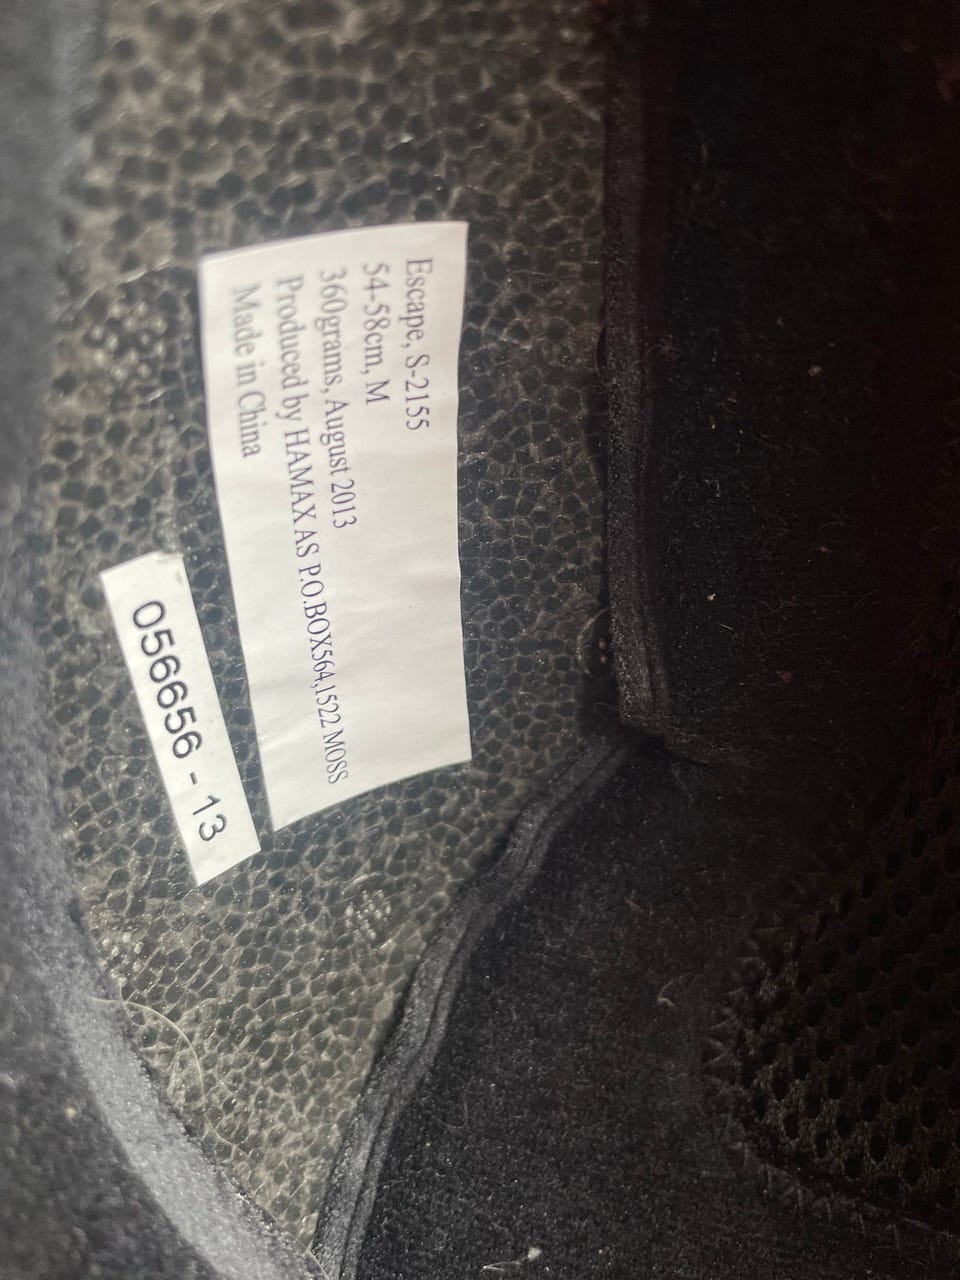 Escape, S-2155
54-58cm, M
360grams, August 2013
Produced by HAMAX AS P.O.BOX564,1522 MOSS
Made in China
056656 - 13